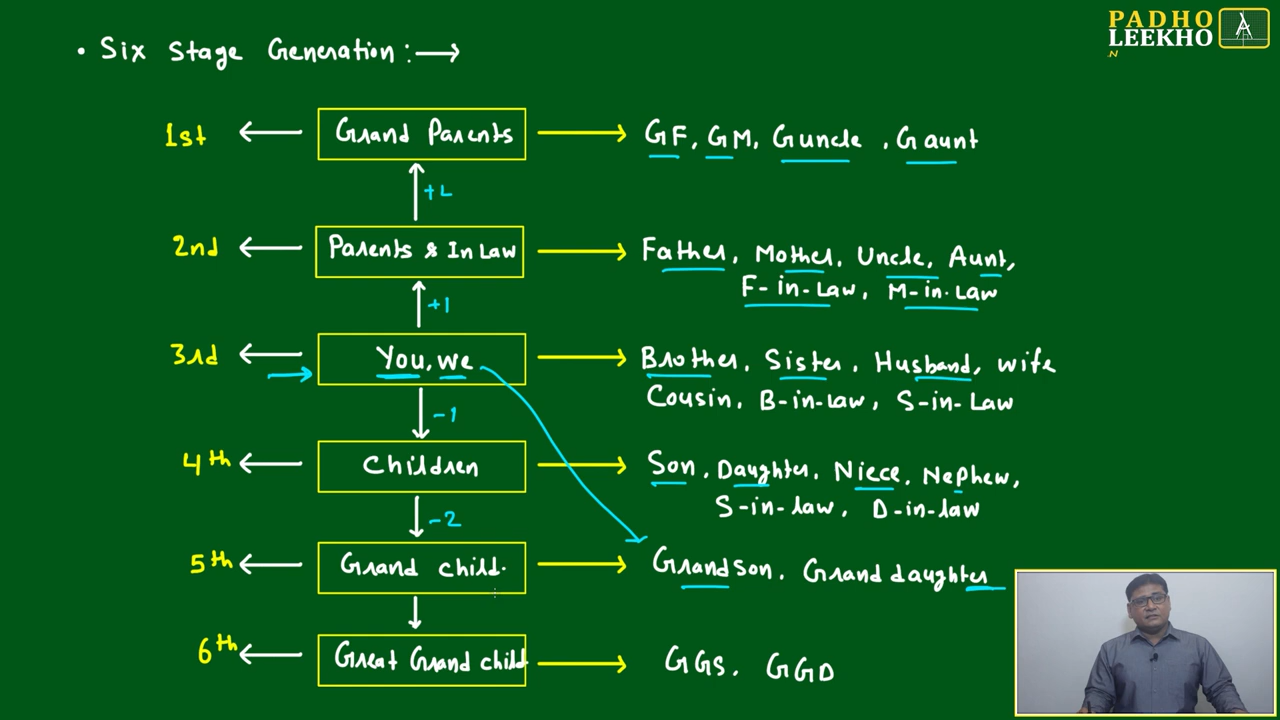 PADHO
LEEKHO
.N
• Six Stage Generation :→
1st ← Grand Parents → GF, GM, G uncle, G aunt
+2
2nd ← Parents & In Law → Father, Mother, Uncle, Aunt,
F-in-Law, M-in-Law
+1
3rd ← You, we → Brother, Sister, Husband, wife
Cousin, B-in-law, S-in-Law
-1
4th ← Children → Son, Daughter, Niece, Nephew,
S-in-law, D-in-law
-2
5th ← Grand child. → Grandson, Grand daughter
6th ← Great Grand child → GGS, GGD